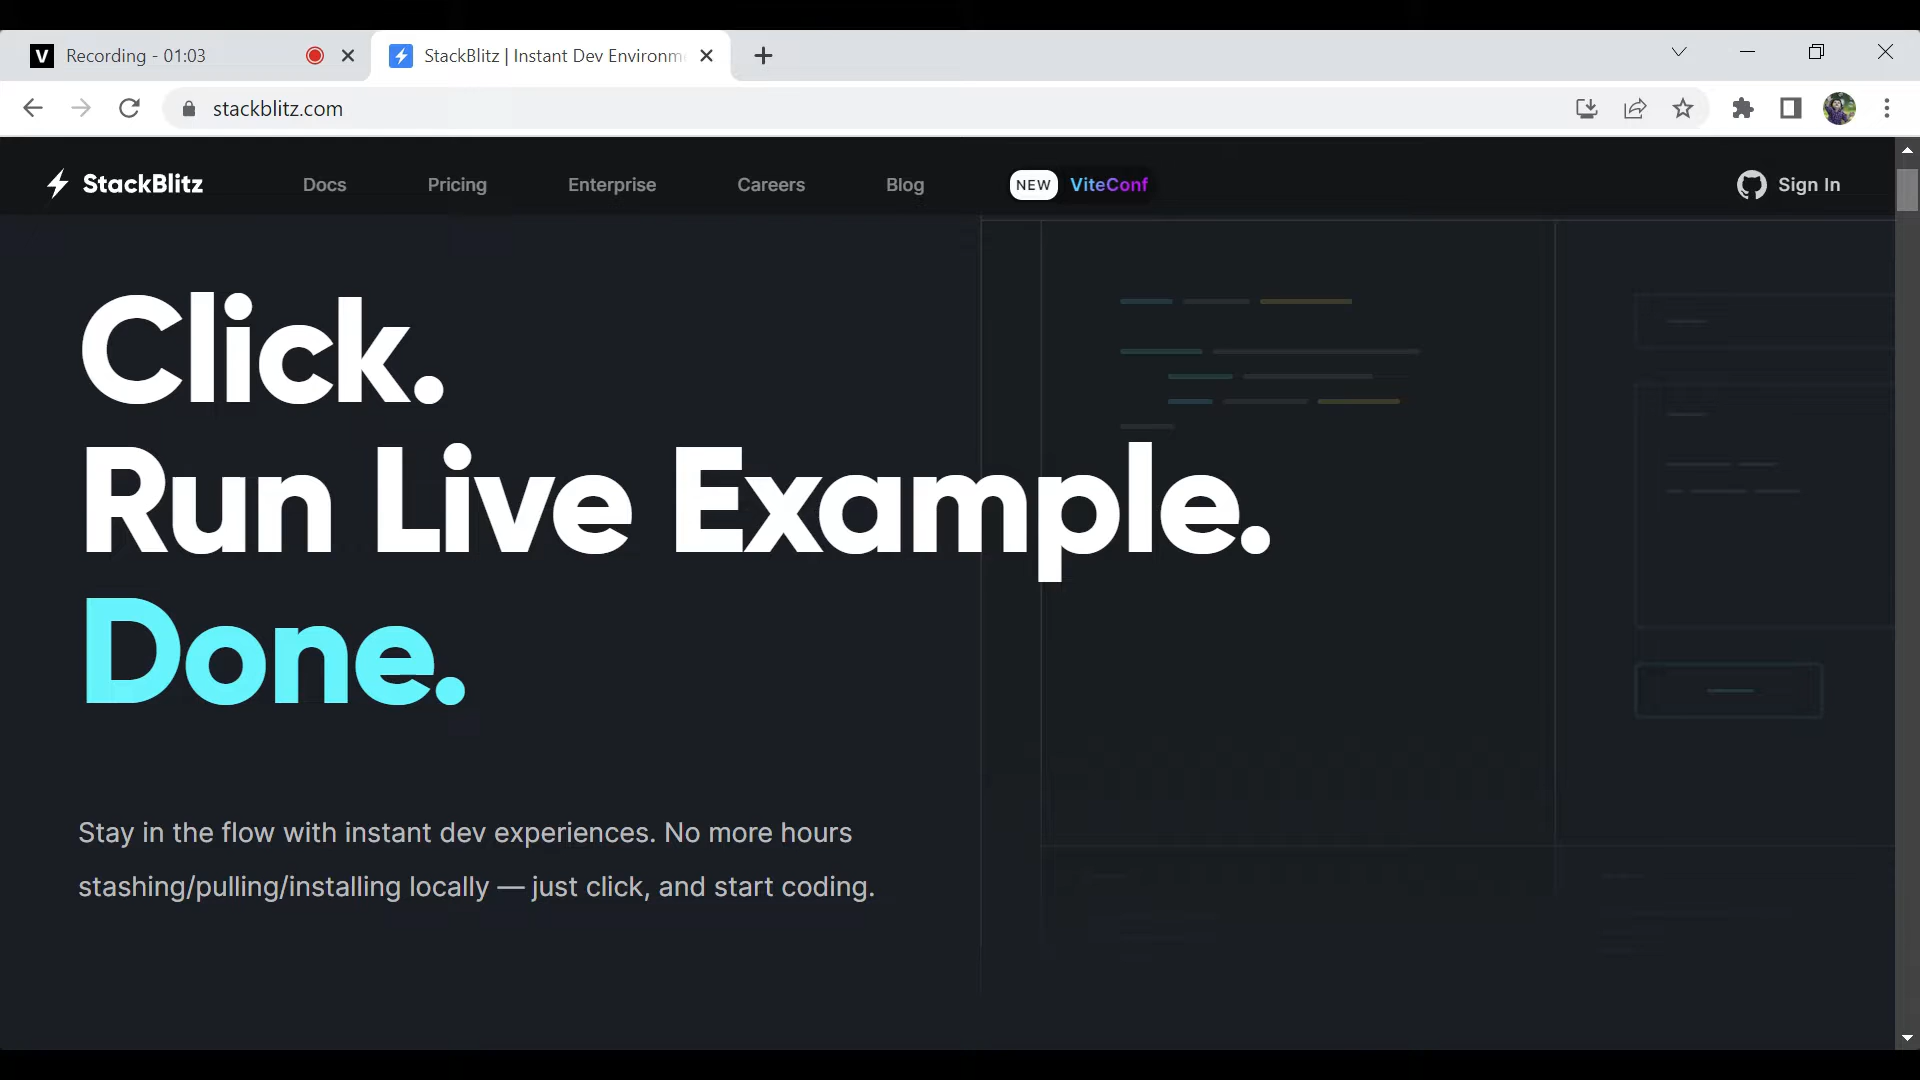 V Recording - 01:03
StackBlitz | Instant Dev Environm
stackblitz.com
StackBlitz
Docs
Pricing
Enterprise
Careers
Blog
NEW
ViteConf
Sign In
Click.
Run Live Example.
Done.
Stay in the flow with instant dev experiences. No more hours
stashing/pulling/installing locally — just click, and start coding.